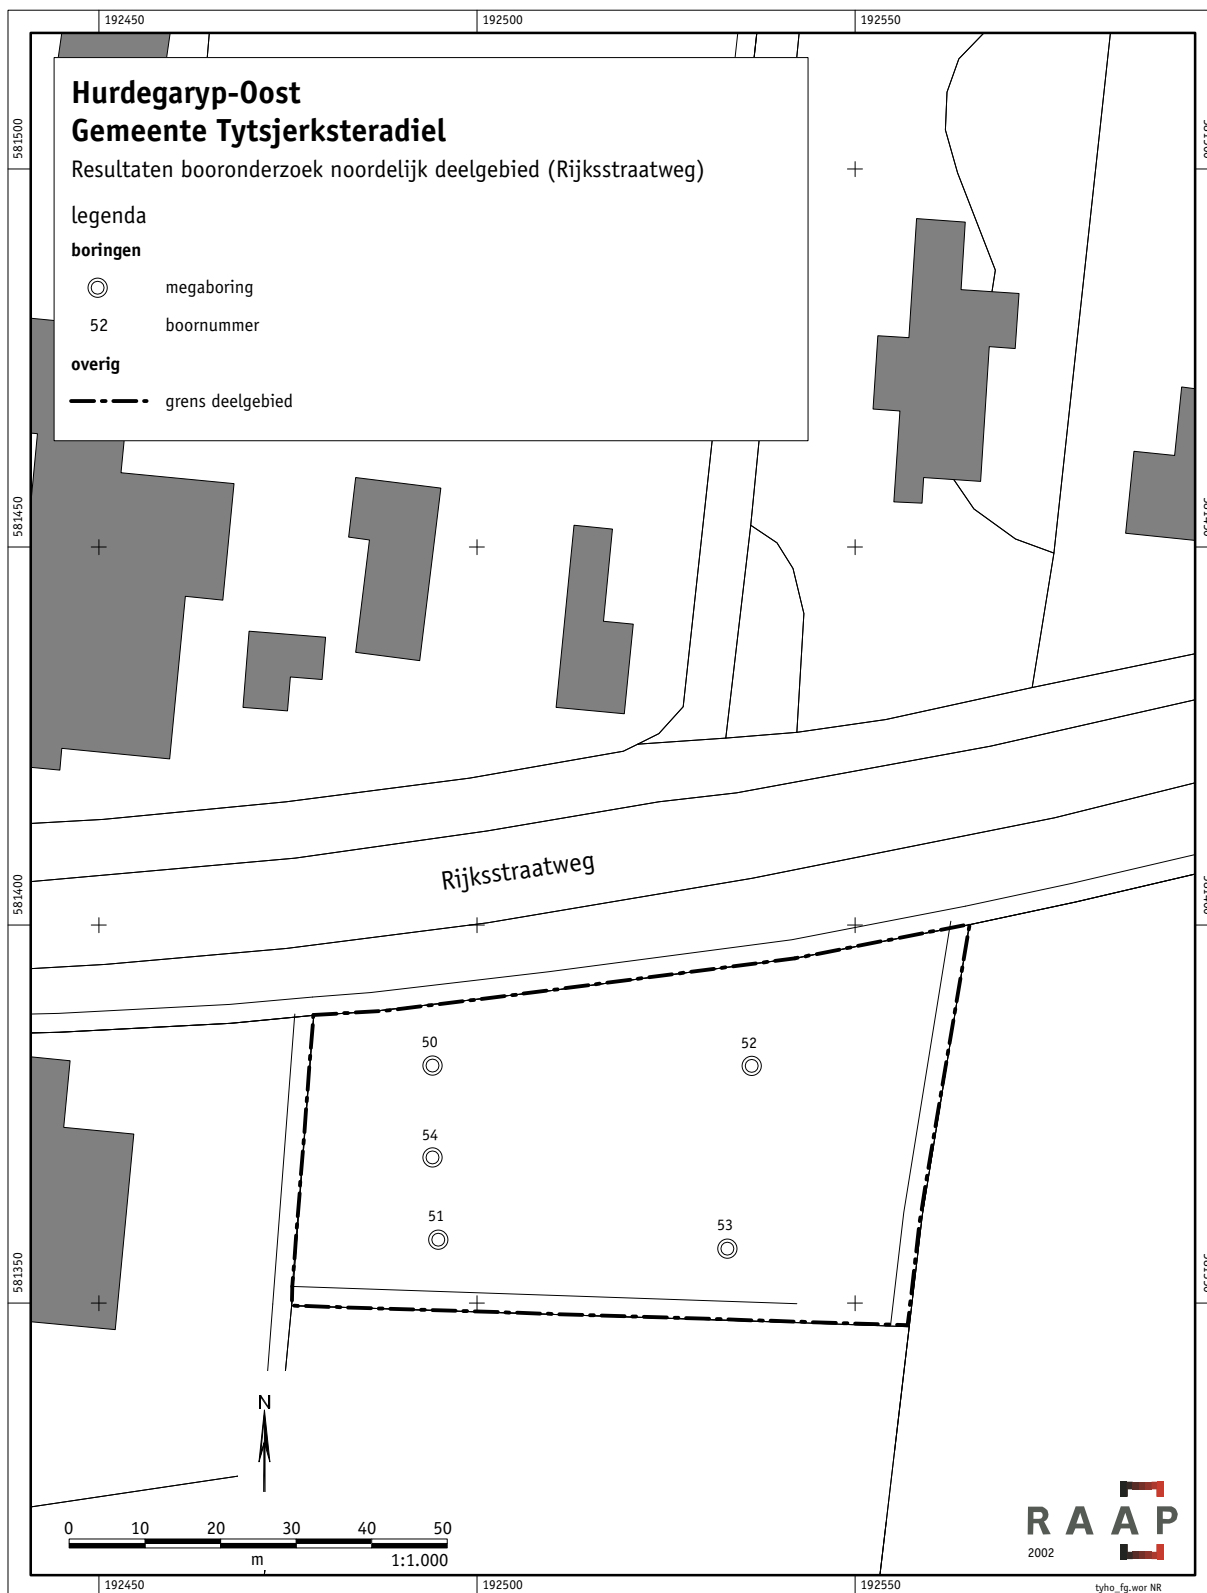 192450
192500
192550
Hurdegaryp-Oost
Gemeente Tytsjerksteradiel
Resultaten booronderzoek noordelijk deelgebied (Rijksstraatweg)
legenda
boringen
megaboring
52 boornummer
overig
grens deelgebied
581500
581450
581400
581350
Rijksstraatweg
50
52
54
51
53
N
0 10 20 30 40 50
m 1:1.000
RAAP
2002
192450
192500
192550
tyho_fg.wor NR